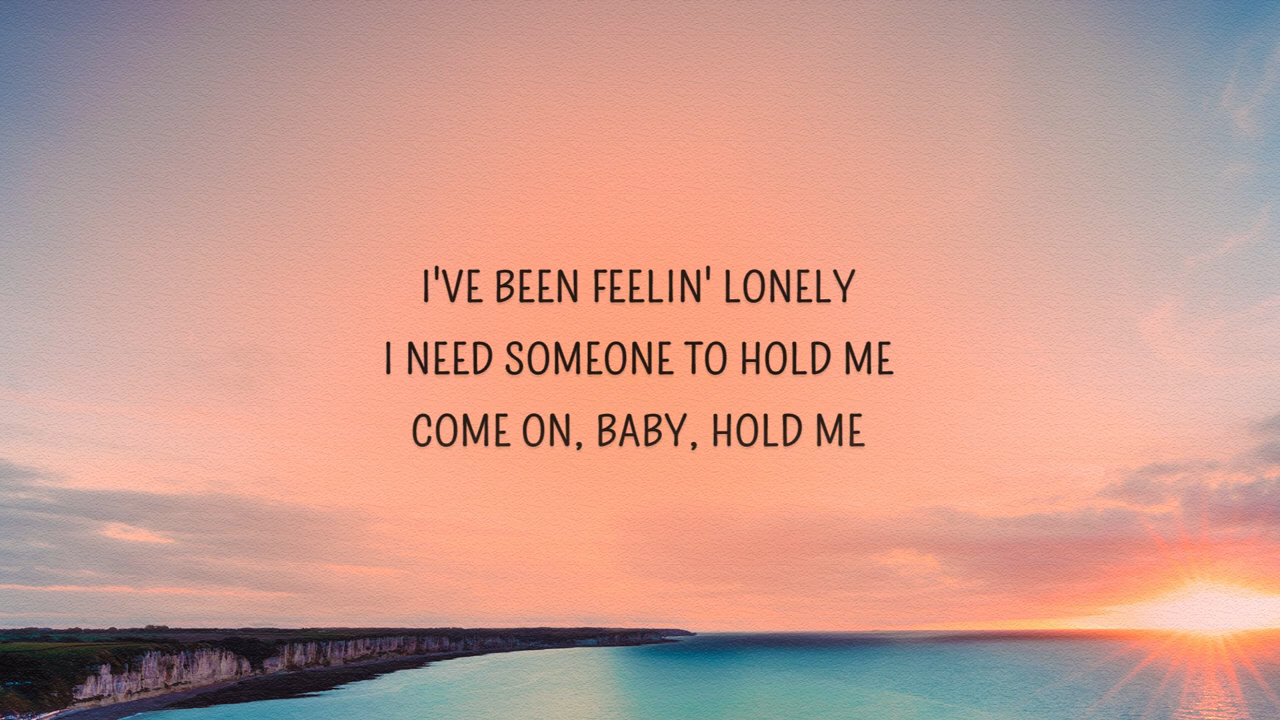 I'VE BEEN FEELIN' LONELY
I NEED SOMEONE TO HOLD ME
COME ON, BABY, HOLD ME